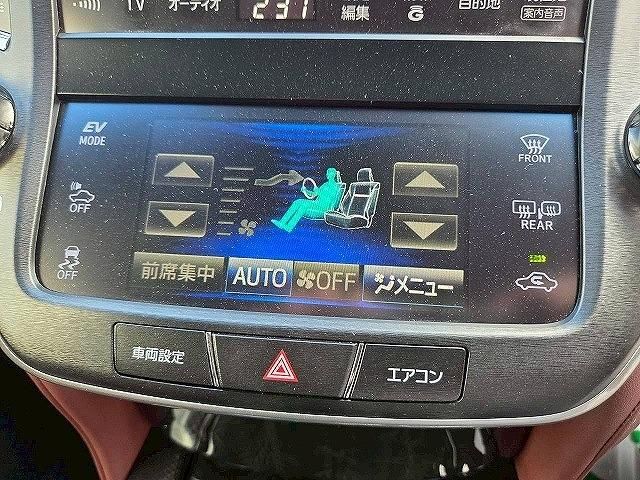 TV オーディオ 231 編集 G 目的地
案内音声
EV
MODE
OFF
OFF
FRONT
REAR
前席集中 AUTO OFF メニュー
車両設定 エアコン